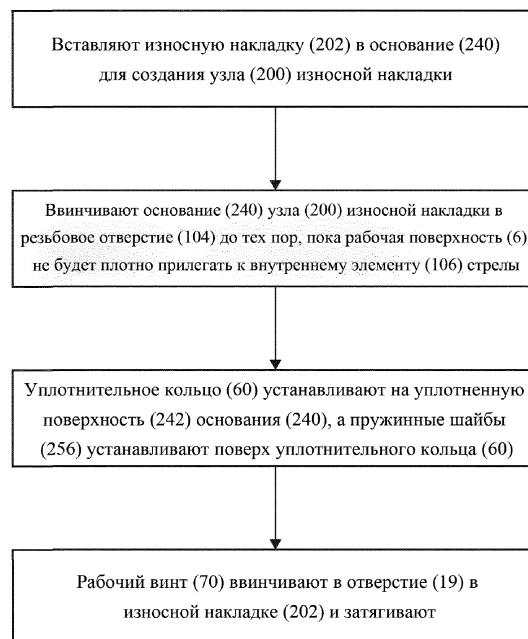 Вставляют износную накладку (202) в основание (240)
для создания узла (200) износной накладки
Ввинчивают основание (240) узла (200) износной накладки в
резьбовое отверстие (104) до тех пор, пока рабочая поверхность (6)
не будет плотно прилегать к внутреннему элементу (106) стрелы
Уплотнительное кольцо (60) устанавливают на уплотненную
поверхность (242) основания (240), а пружинные шайбы
(256) устанавливают поверх уплотнительного кольца (60)
Рабочий винт (70) ввинчивают в отверстие (19) в
износной накладке (202) и затягивают